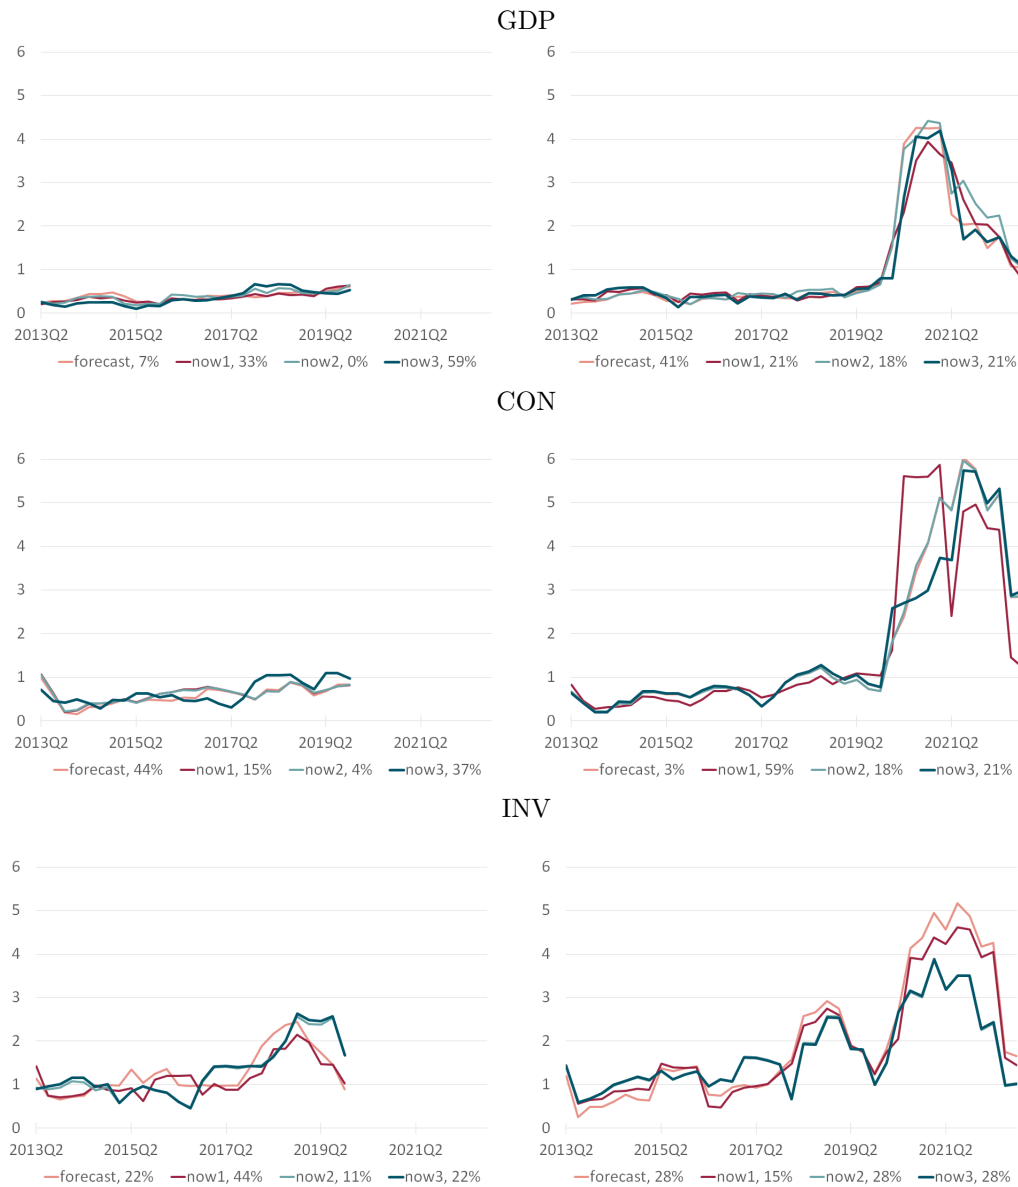 GDP
6
5
4
3
2
1
0
2013Q2 2015Q2 2017Q2 2019Q2 2021Q2
forecast, 7% now1, 33% now2, 0% now3, 59%
6
5
4
3
2
1
0
2013Q2 2015Q2 2017Q2 2019Q2 2021Q2
forecast, 41% now1, 21% now2, 18% now3, 21%
CON
6
5
4
3
2
1
0
2013Q2 2015Q2 2017Q2 2019Q2 2021Q2
forecast, 44% now1, 15% now2, 4% now3, 37%
6
5
4
3
2
1
0
2013Q2 2015Q2 2017Q2 2019Q2 2021Q2
forecast, 3% now1, 59% now2, 18% now3, 21%
INV
6
5
4
3
2
1
0
2013Q2 2015Q2 2017Q2 2019Q2 2021Q2
forecast, 22% now1, 44% now2, 11% now3, 22%
6
5
4
3
2
1
0
2013Q2 2015Q2 2017Q2 2019Q2 2021Q2
forecast, 28% now1, 15% now2, 28% now3, 28%